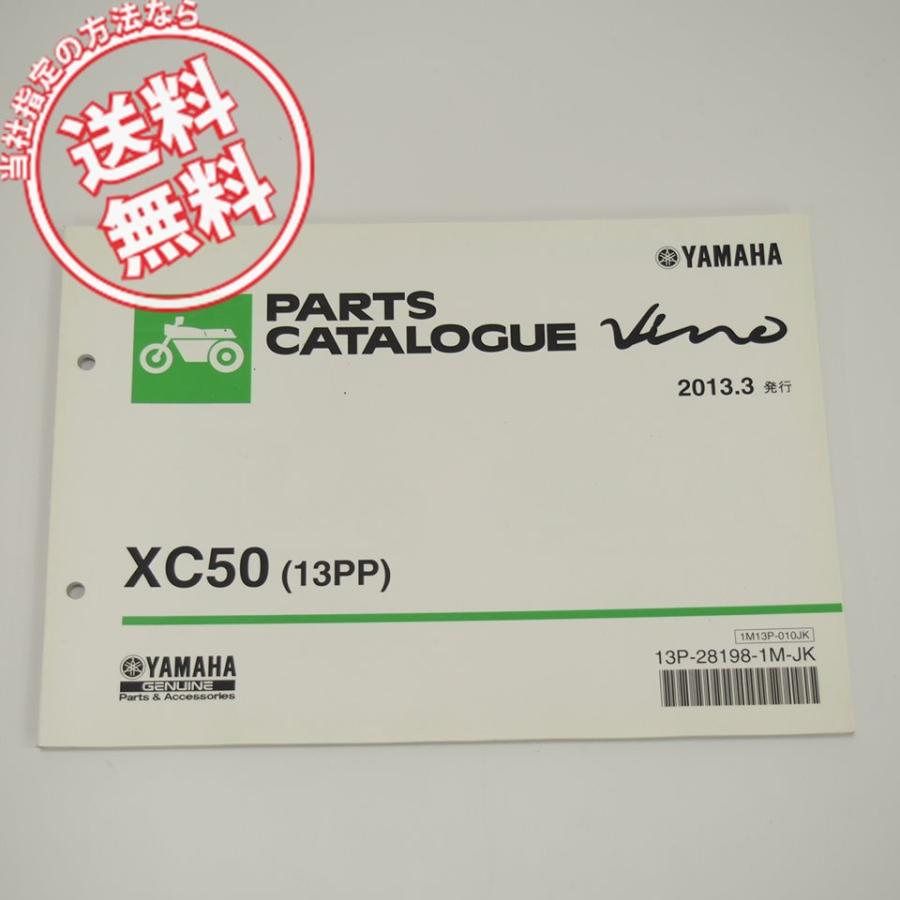 当社指定の方法なら
送料
無料
YAMAHA
PARTS
CATALOGUE Vino
2013.3 発行
XC50 (13PP)
1M13P-010JK
13P-28198-1M-JK
YAMAHA
GENUINE
Parts & Accessories